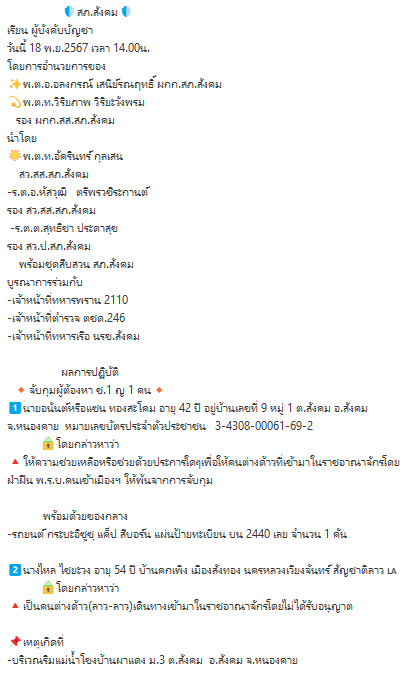 🛡️ สภ.สังคม 🛡️
เรียน ผู้บังคับบัญชา
วันนี้ 18 พ.ย.2567 เวลา 14.00น.
โดยการอำนวยการของ
✨พ.ต.อ.อลงกรณ์ เสนีย์รณฤทธิ์ ผกก.สภ.สังคม
💫พ.ต.ท.วิริยภาพ วิริยะวังพรม
รอง ผกก.สส.สภ.สังคม
นำโดย
🌟พ.ต.ท.อัครินทร์ กุลเสน
สว.สส.สภ.สังคม
-ร.ต.อ.หัสวุฒิ ตรีพรวชิระกานต์
รอง สว.สส.สภ.สังคม
-ร.ต.ต.สุทธิชา ประดาสุข
รอง สว.ป.สภ.สังคม
พร้อมชุดสืบสวน สภ.สังคม
บูรณาการร่วมกับ
-เจ้าหน้าที่ทหารพราน 2110
-เจ้าหน้าที่ตำรวจ ตชด.246
-เจ้าหน้าที่ทหารเรือ นรข.สังคม
ผลการปฏิบัติ
🔸จับกุมผู้ต้องหา ช.1 ญ 1 คน🔸
1️⃣นายอนันต์หรือแซน ทองสะโคม อายุ 42 ปี อยู่บ้านเลขที่ 9 หมู่ 1 ต.สังคม อ.สังคม
จ.หนองคาย หมายเลขบัตรประจำตัวประชาชน 3-4308-00061-69-2
🔒โดยกล่าวหาว่า
🔺ให้ความช่วยเหลือหรือช่วยด้วยประการใดๆเพื่อให้คนต่างด้าวที่เข้ามาในราชอาณาจักรโดย
ฝ่าฝืน พ.ร.บ.คนเข้าเมืองฯ ให้พ้นจากการจับกุม
พร้อมด้วยของกลาง
-รถยนต์ กระบะอิซูซุ แค็ป สีบอร์น แผ่นป้ายทะเบียน บน 2440 เลย จำนวน 1 คัน
2️⃣นางไหล ไชยะวง อายุ 54 ปี บ้านคกเพิง เมืองสังทอง นครหลวงเวียงจันทร์ สัญชาติลาว LA
🔒โดยกล่าวหาว่า
🔺เป็นคนต่างด้าว(ลาว-ลาว)เดินทางเข้ามาในราชอาณาจักรโดยไม่ได้รับอนุญาต
📌เหตุเกิดที่
-บริเวณริมแม่น้ำโขงบ้านผาแดง ม.3 ต.สังคม อ.สังคม จ.หนองคาย